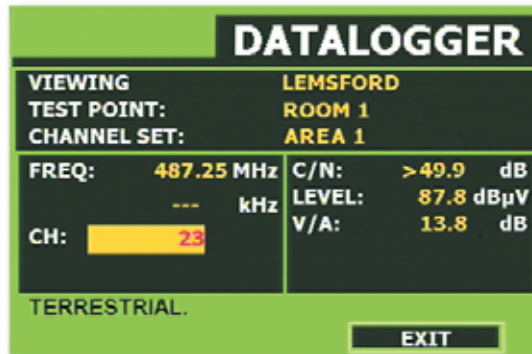 DATALOGGER
VIEWING LEMSFORD
TEST POINT: ROOM 1
CHANNEL SET: AREA 1
FREQ: 487.25 MHz
--- kHz
CH: 23
C/N: >49.9 dB
LEVEL: 87.8 dBµV
V/A: 13.8 dB
TERRESTRIAL.
EXIT